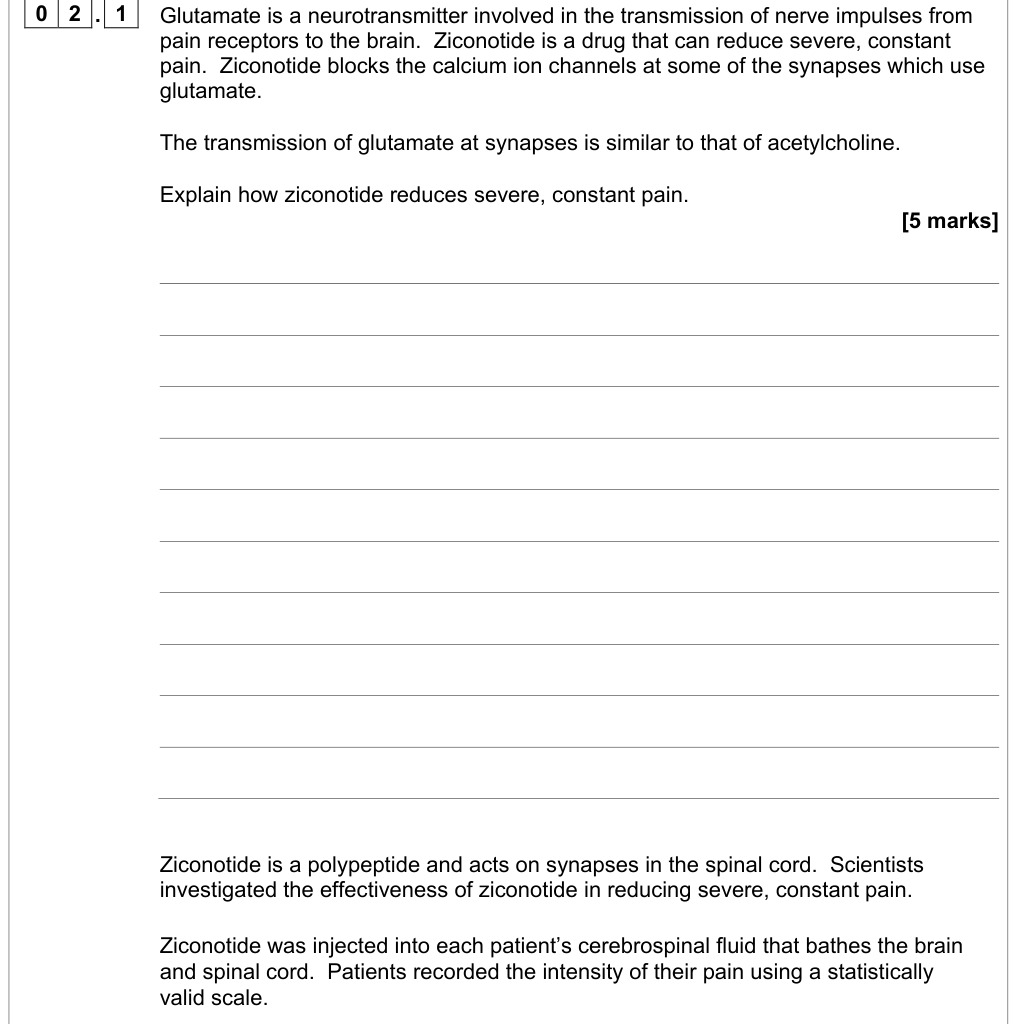 0 2 . 1 Glutamate is a neurotransmitter involved in the transmission of nerve impulses from
pain receptors to the brain. Ziconotide is a drug that can reduce severe, constant
pain. Ziconotide blocks the calcium ion channels at some of the synapses which use
glutamate.
The transmission of glutamate at synapses is similar to that of acetylcholine.
Explain how ziconotide reduces severe, constant pain.
[5 marks]
Ziconotide is a polypeptide and acts on synapses in the spinal cord. Scientists
investigated the effectiveness of ziconotide in reducing severe, constant pain.
Ziconotide was injected into each patient's cerebrospinal fluid that bathes the brain
and spinal cord. Patients recorded the intensity of their pain using a statistically
valid scale.